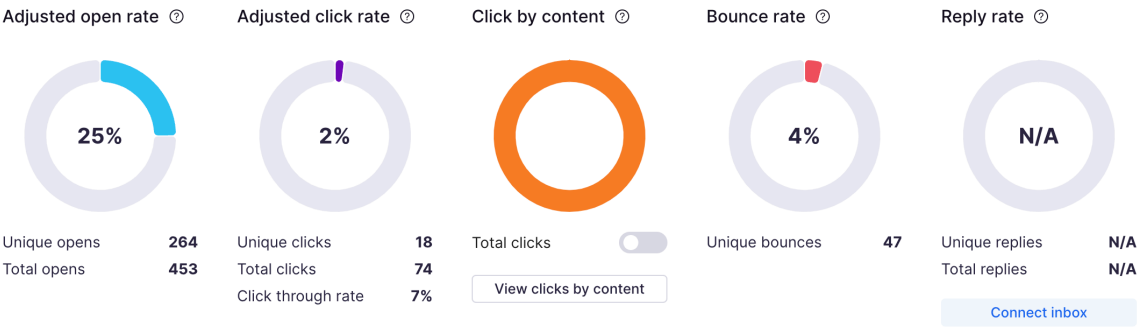 Adjusted open rate ?
Adjusted click rate ?
Click by content ?
Bounce rate ?
Reply rate ?
25%
2%
4%
N/A
Unique opens 264
Total opens 453
Unique clicks 18
Total clicks 74
Click through rate 7%
Total clicks
View clicks by content
Unique bounces 47
Unique replies N/A
Total replies N/A
Connect inbox